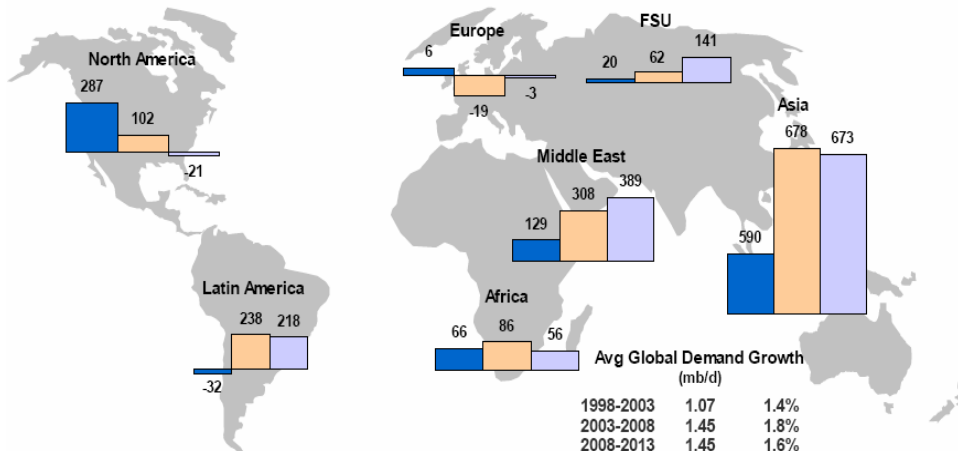 North America
287
102
-21
Europe
6
-19
-3
FSU
20
62
141
Asia
590
678
673
Middle East
129
308
389
Latin America
-32
238
218
Africa
66
86
56
Avg Global Demand Growth
(mb/d)
1998-2003 1.07 1.4%
2003-2008 1.45 1.8%
2008-2013 1.45 1.6%